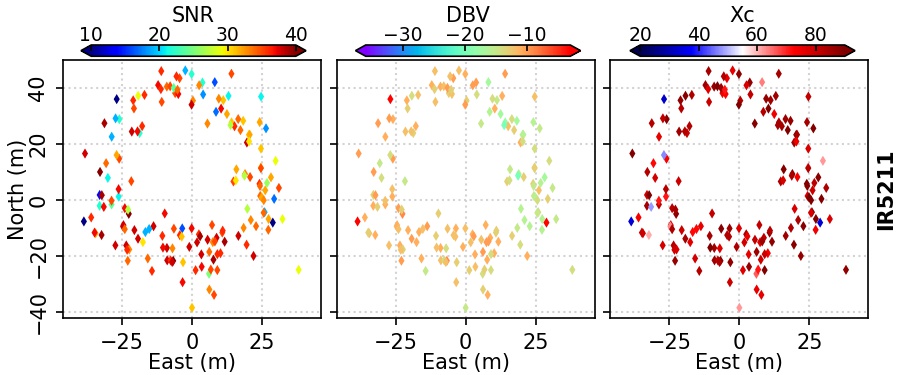 SNR DBV Xc
10 20 30 40 −30 −20 −10 20 40 60 80
40
20
0
−20
−40
North (m)
−25 0 25 −25 0 25 −25 0 25
East (m) East (m) East (m)
IR5211